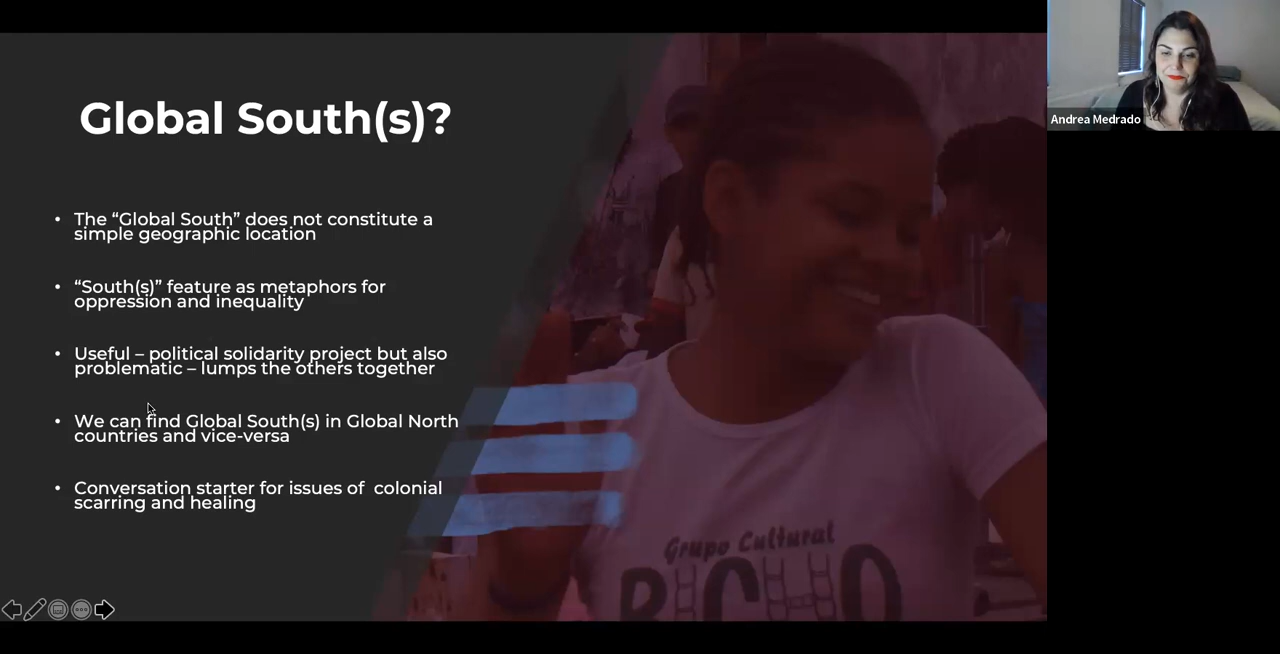 Global South(s)?
• The “Global South” does not constitute a
simple geographic location
• “South(s)” feature as metaphors for
oppression and inequality
• Useful – political solidarity project but also
problematic – lumps the others together
• We can find Global South(s) in Global North
countries and vice-versa
• Conversation starter for issues of  colonial
scarring and healing
Grupo Cultural
BICHO
Andrea Medrado